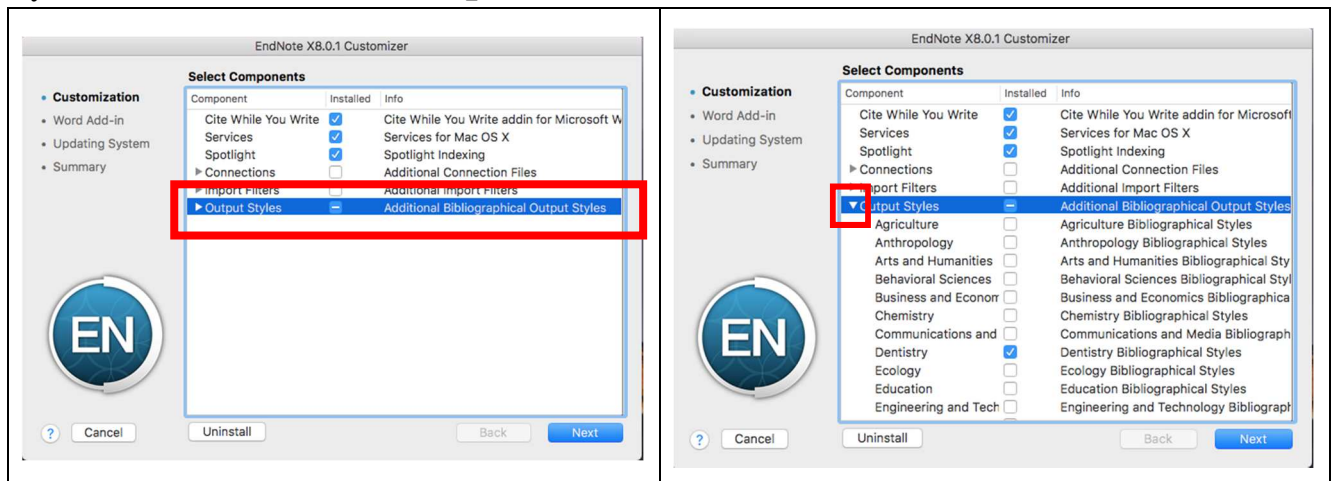 EndNote X8.0.1 Customizer
Select Components
• Customization
• Word Add-in
• Updating System
• Summary
Component Installed Info
Cite While You Write Cite While You Write addin for Microsoft W
Services Services for Mac OS X
Spotlight Spotlight Indexing
Connections Additional Connection Files
Import Filters Additional Import Filters
Output Styles Additional Bibliographical Output Styles
EN
? Cancel Uninstall Back Next
EndNote X8.0.1 Customizer
Select Components
• Customization
• Word Add-in
• Updating System
• Summary
Component Installed Info
Cite While You Write Cite While You Write addin for Microsoft
Services Services for Mac OS X
Spotlight Spotlight Indexing
Connections Additional Connection Files
Import Filters Additional Import Filters
Output Styles Additional Bibliographical Output Styles
Agriculture Agriculture Bibliographical Styles
Anthropology Anthropology Bibliographical Styles
Arts and Humanities Arts and Humanities Bibliographical Sty
Behavioral Sciences Behavioral Sciences Bibliographical Styl
Business and Econom Business and Economics Bibliographica
Chemistry Chemistry Bibliographical Styles
Communications and Communications and Media Bibliograph
Dentistry Dentistry Bibliographical Styles
Ecology Ecology Bibliographical Styles
Education Education Bibliographical Styles
Engineering and Tech Engineering and Technology Bibliograph
EN
? Cancel Uninstall Back Next